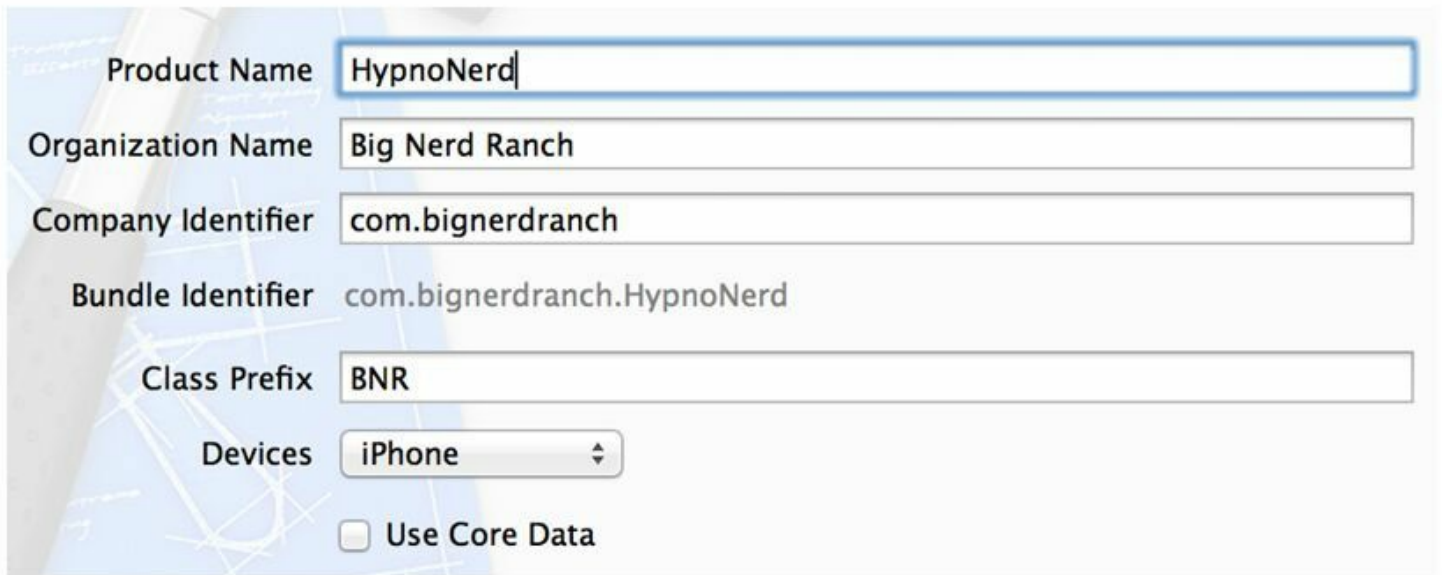 Product Name HypnoNerd
Organization Name Big Nerd Ranch
Company Identifier com.bignerdranch
Bundle Identifier com.bignerdranch.HypnoNerd
Class Prefix BNR
Devices iPhone
Use Core Data